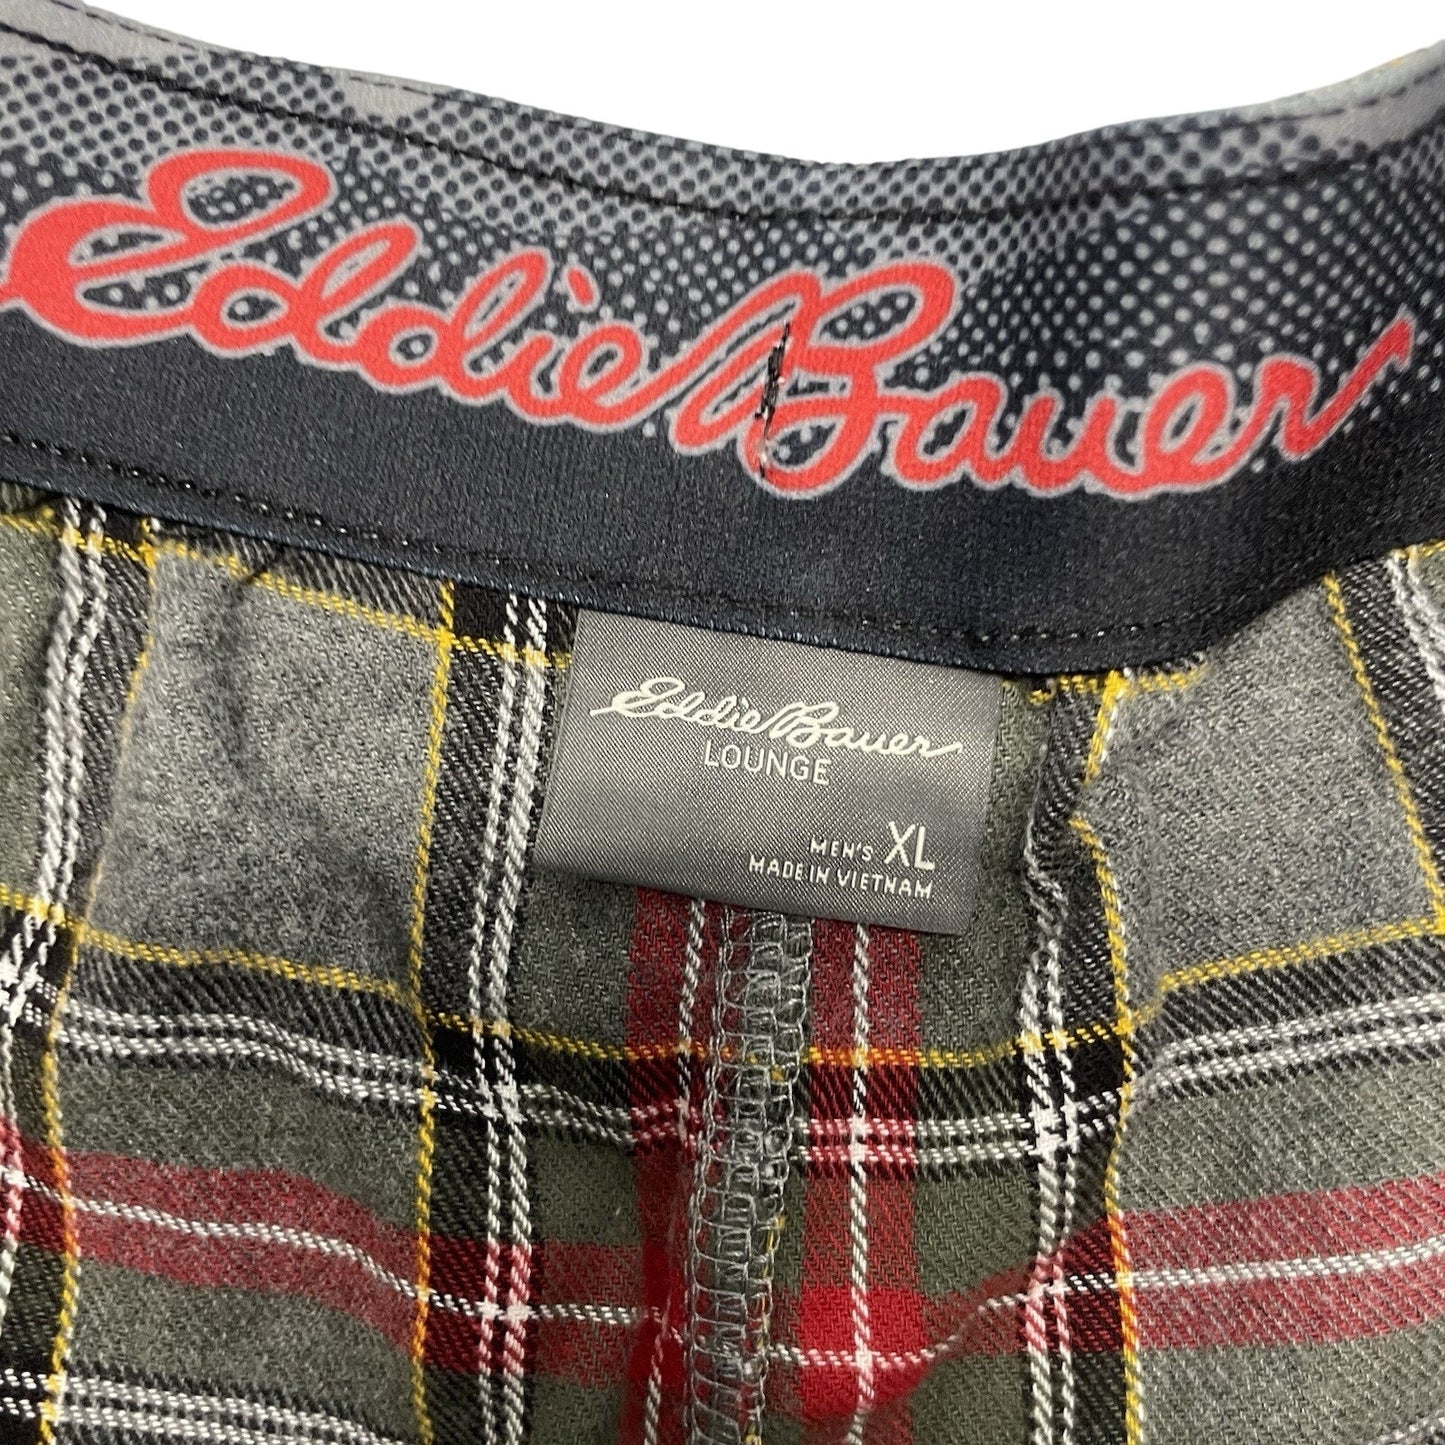 Eddie Bauer
Eddie Bauer
LOUNGE
MEN'S XL
MADE IN VIETNAM